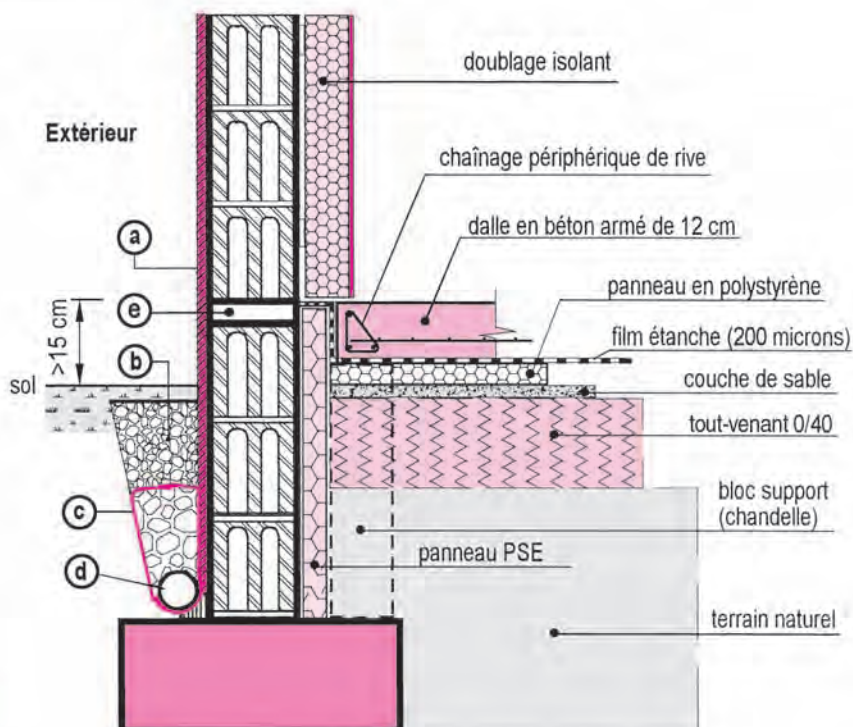 doublage isolant
Extérieur
chaînage périphérique de rive
a
dalle en béton armé de 12 cm
e
panneau en polystyrène
>15 cm
film étanche (200 microns)
b
sol
couche de sable
tout-venant 0/40
c
bloc support
(chandelle)
d
panneau PSE
terrain naturel